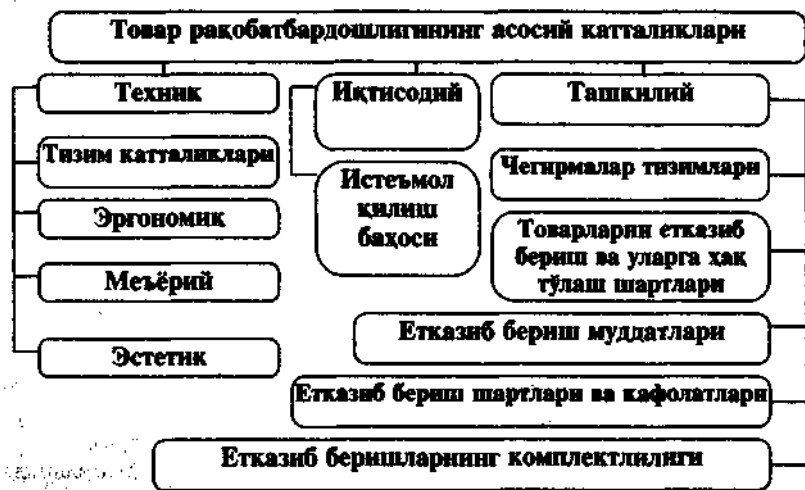 Товар рақобатбардошлигининг асосий катталиклари
Техник
Иқтисодий
Ташкилий
Тизим катталиклари
Эргономик
Меъёрий
Эстетик
Истеъмол
қилиш
баҳоси
Чегирмалар тизимлари
Товарларни етказиб
бериш ва уларга ҳақ
тўлаш шартлари
Етказиб бериш муддатлари
Етказиб бериш шартлари ва кафолатлари
Етказиб беришларнинг комплектлилиги